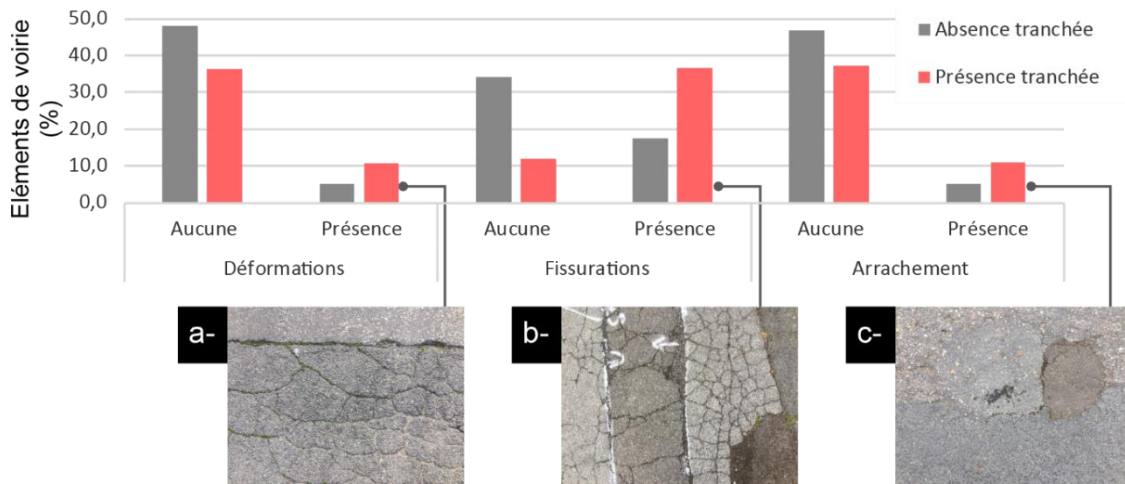 Eléments de voirie
(%)
50,0
40,0
30,0
20,0
10,0
0,0
Absence tranchée
Présence tranchée
Aucune Présence Aucune Présence Aucune Présence
Déformations Fissurations Arrachement
a- b- c-